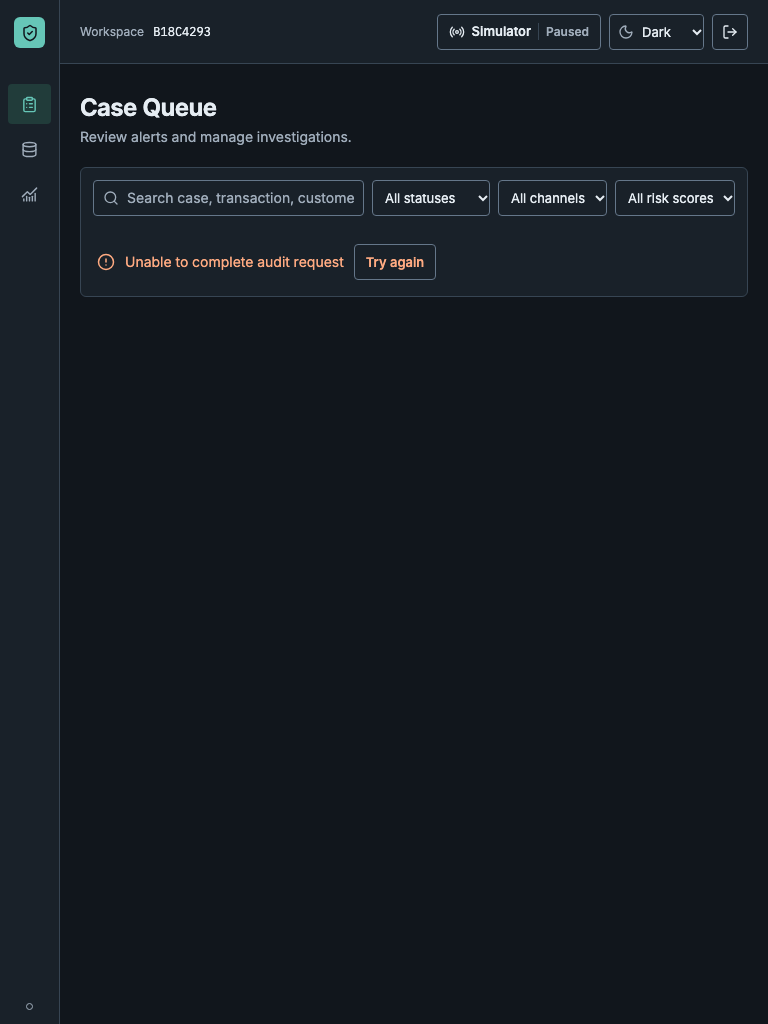 Workspace B18C4293
Simulator Paused
Dark
Case Queue
Review alerts and manage investigations.
Search case, transaction, custome
All statuses
All channels
All risk scores
Unable to complete audit request
Try again